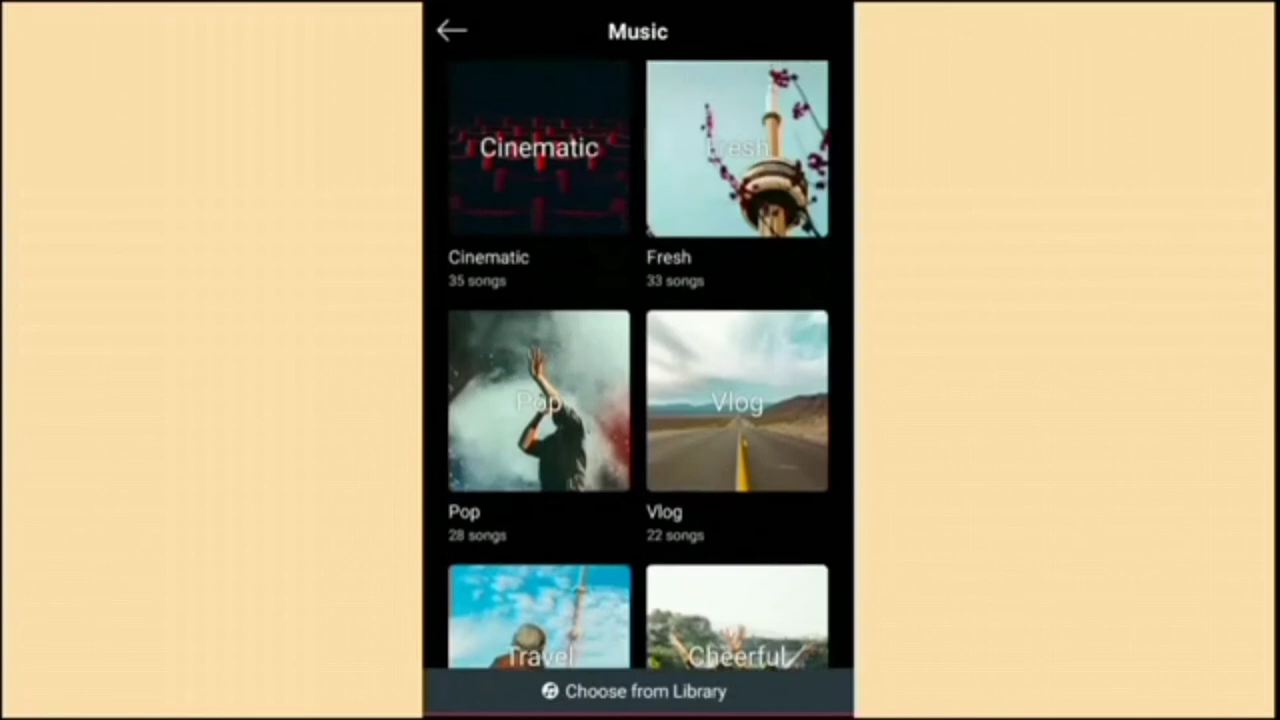 Music
Cinematic
Fresh
Cinematic
Fresh
35 songs
33 songs
Pop
Vlog
Pop
Vlog
28 songs
22 songs
Travel
Cheerful
Choose from Library